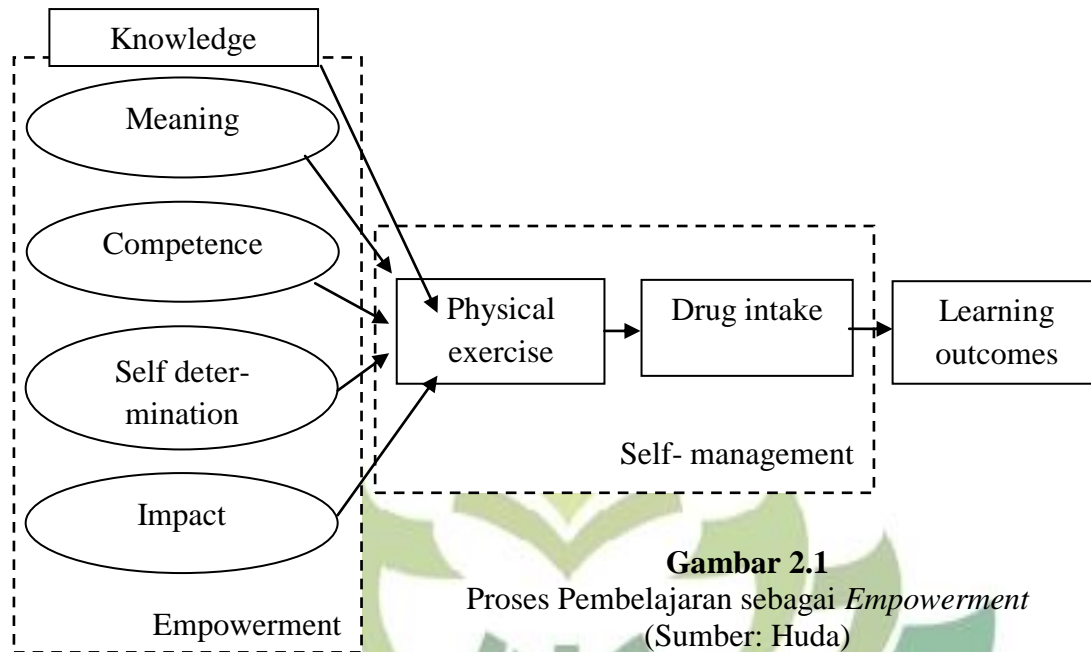 Knowledge
Meaning
Competence
Self deter-
mination
Impact
Empowerment
Physical
exercise
Drug intake
Self- management
Learning
outcomes
Gambar 2.1
Proses Pembelajaran sebagai Empowerment
(Sumber: Huda)